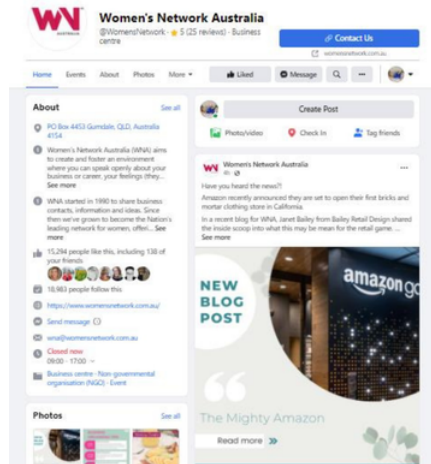 WN
AUSTRALIA
Women's Network Australia
@WomensNetwork · 5 (25 reviews) · Business
centre
Contact Us
womensnetwork.com.au
Home
Events
About
Photos
More
Liked
Message
About
See all
PO Box 4453 Gumdale, QLD, Australia
4154
Women's Network Australia (WNA) aims
to create and foster an environment
where you can speak openly about your
business or career, your feelings (they...
See more
WNA started in 1990 to share business
contacts, information and ideas. Since
then we've grown to become the Nation's
leading network for women, offeri... See
more
15,294 people like this, including 138 of
your friends
18,983 people follow this
https://www.womensnetwork.com.au/
Send message
wna@womensnetwork.com.au
Closed now
09:00 - 17:00
Business centre · Non-governmental
organisation (NGO) · Event
Photos
See all
Create Post
Photo/video
Check In
Tag friends
WN
Women's Network Australia
4h
Have you heard the news?!
Amazon recently announced they are set to open their first bricks and
mortar clothing store in California.
In a recent blog for WNA, Janet Bailey from Bailey Retail Design shared
the inside scoop into what this may be mean for the retail game. ...
See more
NEW
BLOG
POST
amazon go
The Mighty Amazon
Read more